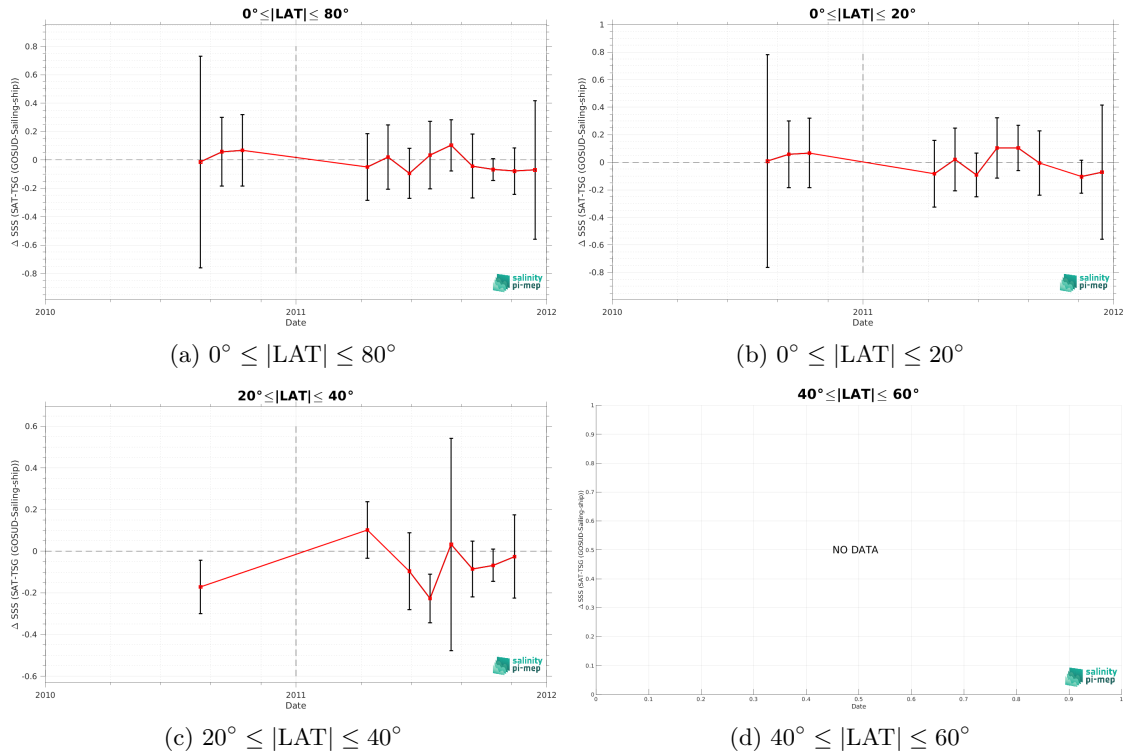 0°≤|LAT|≤ 80°
Δ SSS (SAT-TSG (GOSUD-Sailing-ship))
0.8
0.6
0.4
0.2
0
-0.2
-0.4
-0.6
-0.8
2010
2011
2012
Date
salinity
pi-mep
(a) 0° ≤ |LAT| ≤ 80°
0°≤|LAT|≤ 20°
Δ SSS (SAT-TSG (GOSUD-Sailing-ship))
1
0.8
0.6
0.4
0.2
0
-0.2
-0.4
-0.6
-0.8
2010
2011
2012
Date
salinity
pi-mep
(b) 0° ≤ |LAT| ≤ 20°
20°≤|LAT|≤ 40°
Δ SSS (SAT-TSG (GOSUD-Sailing-ship))
0.6
0.4
0.2
0
-0.2
-0.4
-0.6
2010
2011
2012
Date
salinity
pi-mep
(c) 20° ≤ |LAT| ≤ 40°
40°≤|LAT|≤ 60°
Δ SSS (SAT-TSG (GOSUD-Sailing-ship))
1
0.9
0.8
0.7
0.6
0.5
0.4
0.3
0.2
0.1
0
NO DATA
0 0.1 0.2 0.3 0.4 0.5 0.6 0.7 0.8 0.9 1
Date
salinity
pi-mep
(d) 40° ≤ |LAT| ≤ 60°